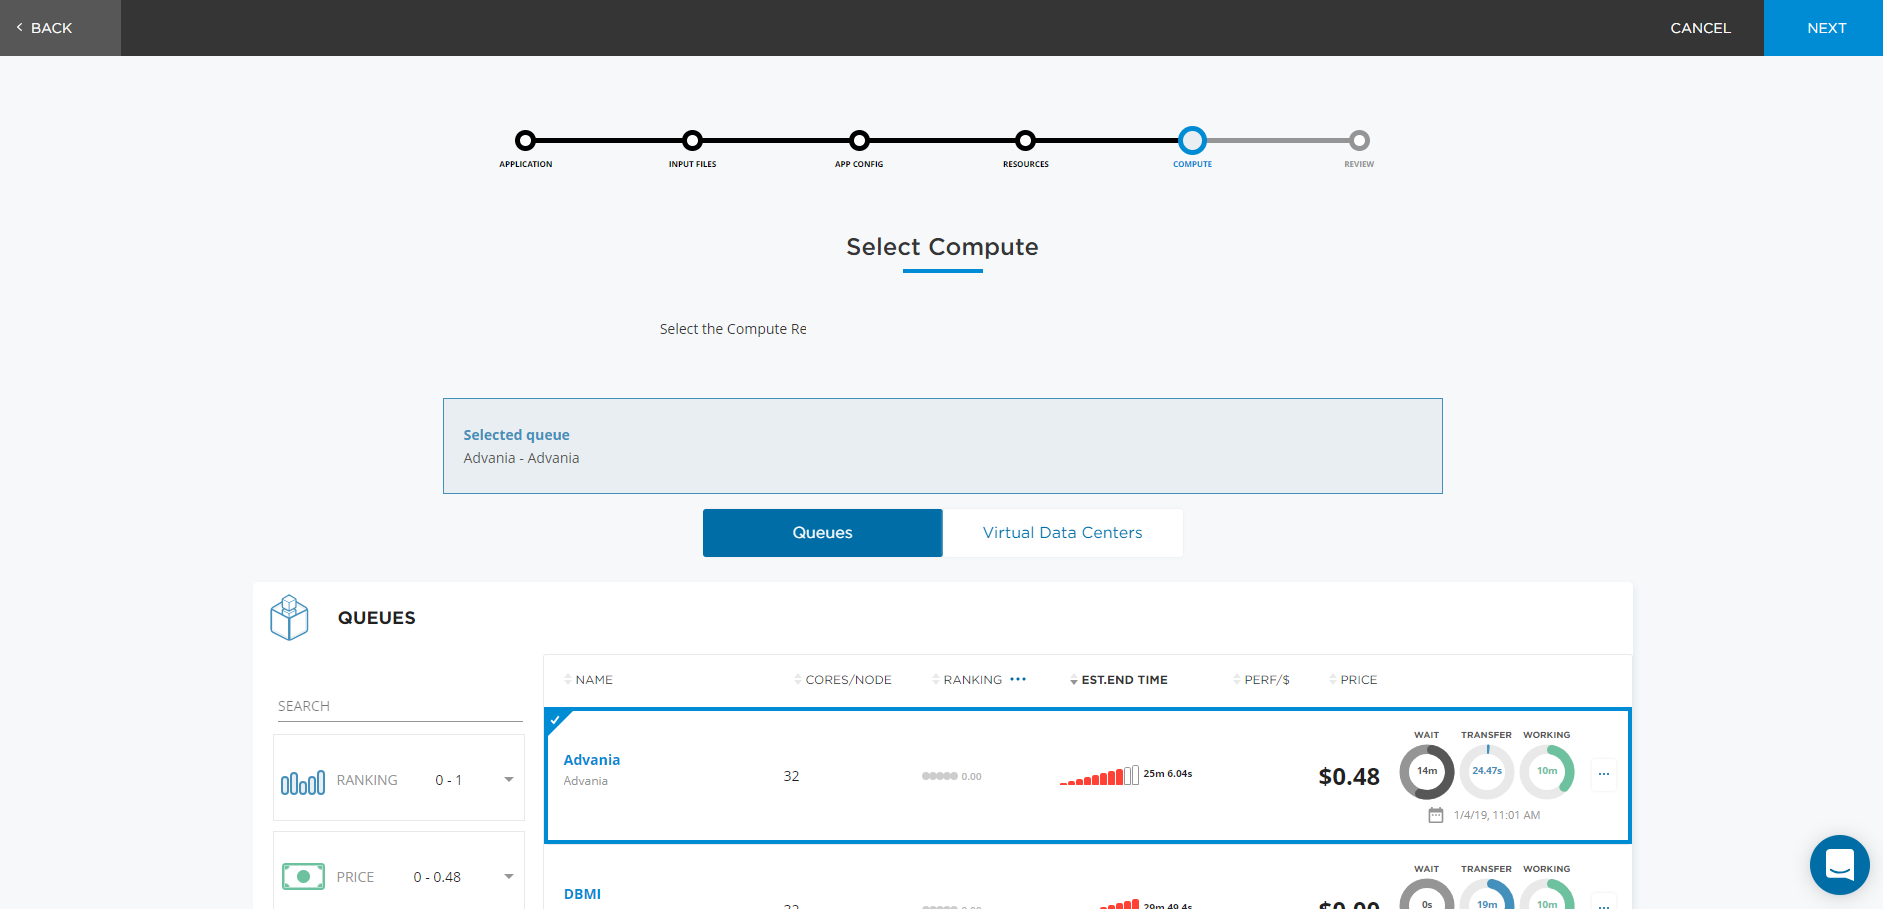 BACK
CANCEL
NEXT
APPLICATION
INPUT FILES
APP CONFIG
RESOURCES
COMPUTE
REVIEW
Select Compute
Select the Compute Re
Selected queue
Advania - Advania
Queues
Virtual Data Centers
QUEUES
SEARCH
RANKING 0 - 1
PRICE 0 - 0.48
NAME CORES/NODE RANKING ••• EST.END TIME PERF/$ PRICE
WAIT TRANSFER WORKING
Advania
Advania
32
0.00
25m 6.04s
$0.48
14m
24.47s
10m
1/4/19, 11:01 AM
WAIT TRANSFER WORKING
DBMI
32
0.00
29m 49.4s
$0.00
0s
19m
10m